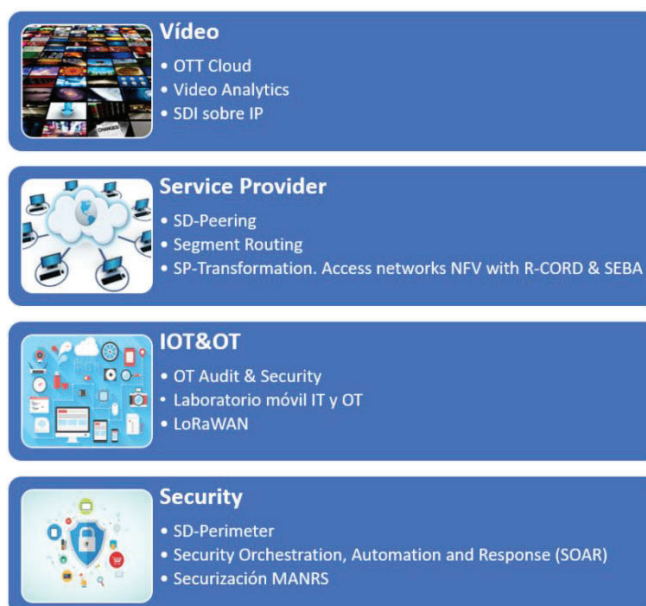 Vídeo
• OTT Cloud
• Video Analytics
• SDI sobre IP
Service Provider
• SD-Peering
• Segment Routing
• SP-Transformation. Access networks NFV with R-CORD & SEBA
IOT&OT
• OT Audit & Security
• Laboratorio móvil IT y OT
• LoRaWAN
Security
• SD-Perimeter
• Security Orchestration, Automation and Response (SOAR)
• Securización MANRS